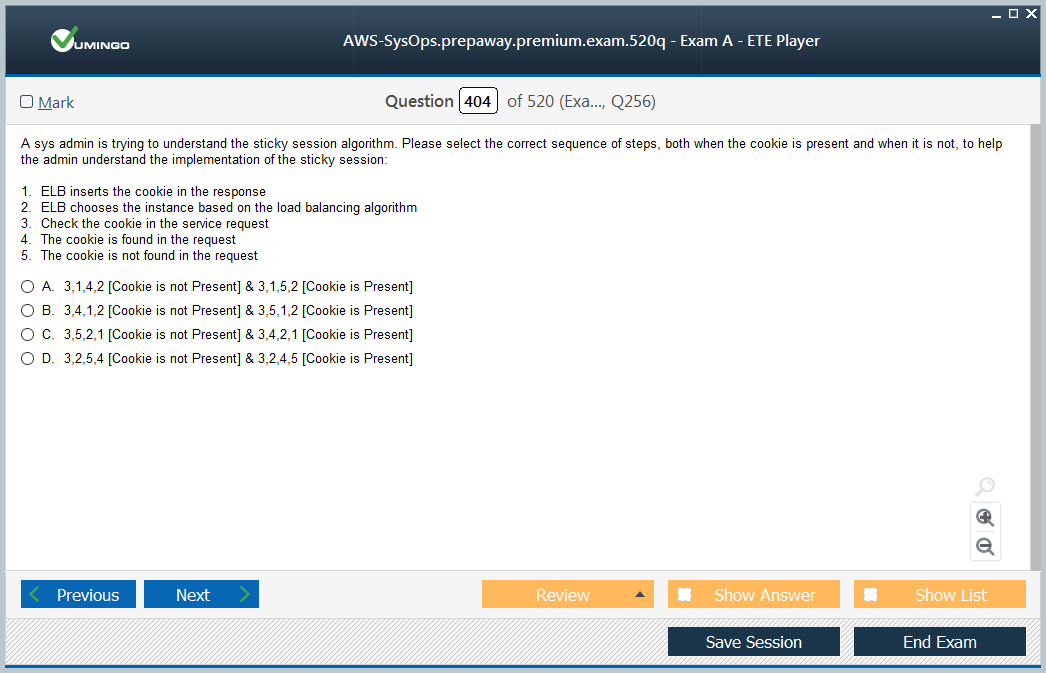 VUMINGO
AWS-SysOps.prepaway.premium.exam.520q - Exam A - ETE Player
Mark
Question 404 of 520 (Exa..., Q256)
A sys admin is trying to understand the sticky session algorithm. Please select the correct sequence of steps, both when the cookie is present and when it is not, to help
the admin understand the implementation of the sticky session:
1. ELB inserts the cookie in the response
2. ELB chooses the instance based on the load balancing algorithm
3. Check the cookie in the service request
4. The cookie is found in the request
5. The cookie is not found in the request
A. 3,1,4,2 [Cookie is not Present] & 3,1,5,2 [Cookie is Present]
B. 3,4,1,2 [Cookie is not Present] & 3,5,1,2 [Cookie is Present]
C. 3,5,2,1 [Cookie is not Present] & 3,4,2,1 [Cookie is Present]
D. 3,2,5,4 [Cookie is not Present] & 3,2,4,5 [Cookie is Present]
Previous
Next
Review
Show Answer
Show List
Save Session
End Exam